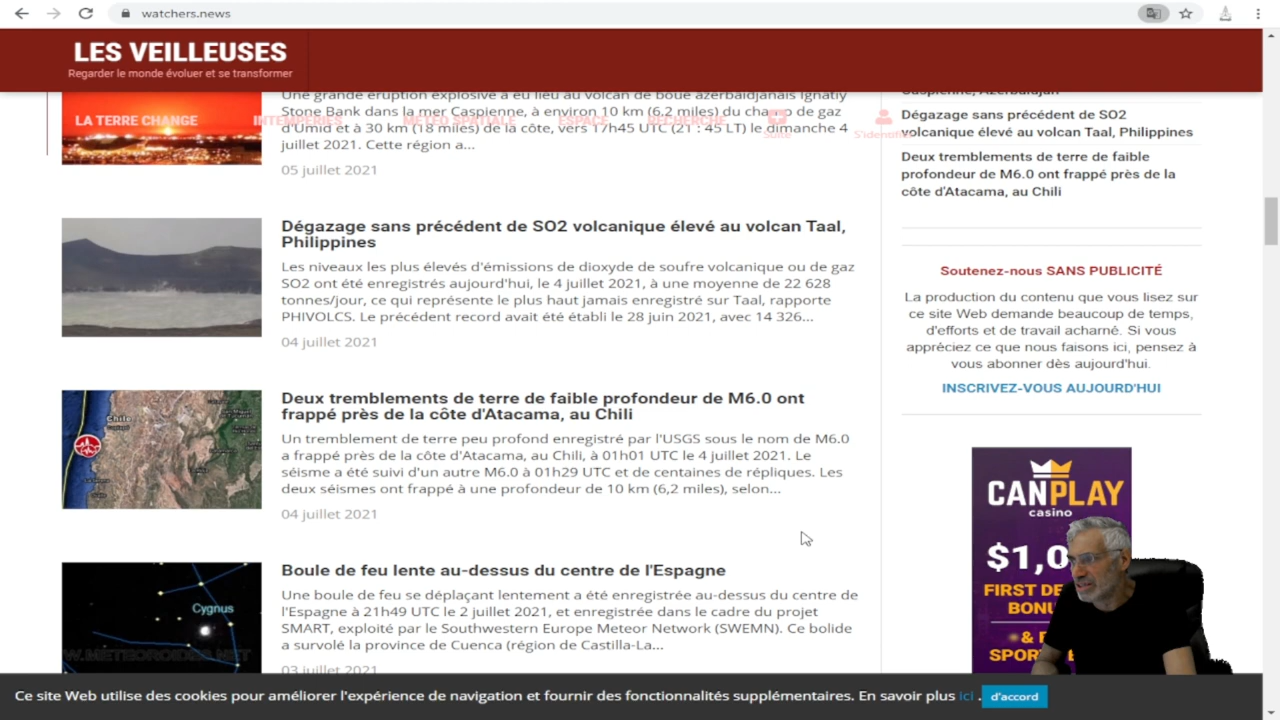 watchers.news
LES VEILLEUSES
Regarder le monde évoluer et se transformer
LA TERRE CHANGE
INTEMPÉRIES
MÉTÉO SPATIALE
ESPACE
RECHERCHE
S'identifier
Une grande éruption explosive a eu lieu au volcan de boue azerbaïdjanais Ignatiy
Stone Bank dans la mer Caspienne, à environ 10 km (6,2 miles) du champ de gaz
d'Umid et à 30 km (18 miles) de la côte, vers 17h45 UTC (21 : 45 LT) le dimanche 4
juillet 2021. Cette région a...
05 juillet 2021
Dégazage sans précédent de SO2 volcanique élevé au volcan Taal,
Philippines
Les niveaux les plus élevés d'émissions de dioxyde de soufre volcanique ou de gaz
SO2 ont été enregistrés aujourd'hui, le 4 juillet 2021, à une moyenne de 22 628
tonnes/jour, ce qui représente le plus haut jamais enregistré sur Taal, rapporte
PHIVOLCS. Le précédent record avait été établi le 28 juin 2021, avec 14 326...
04 juillet 2021
Chile
Deux tremblements de terre de faible profondeur de M6.0 ont
frappé près de la côte d'Atacama, au Chili
Un tremblement de terre peu profond enregistré par l'USGS sous le nom de M6.0
a frappé près de la côte d'Atacama, au Chili, à 01h01 UTC le 4 juillet 2021. Le
séisme a été suivi d'un autre M6.0 à 01h29 UTC et de centaines de répliques. Les
deux séismes ont frappé à une profondeur de 10 km (6,2 miles), selon...
04 juillet 2021
Cygnus
Boule de feu lente au-dessus du centre de l'Espagne
Une boule de feu se déplaçant lentement a été enregistrée au-dessus du centre de
l'Espagne à 21h49 UTC le 2 juillet 2021, et enregistrée dans le cadre du projet
SMART, exploité par le Southwestern Europe Meteor Network (SWEMN). Ce bolide
a survolé la province de Cuenca (région de Castilla-La...
03 juillet 2021
Caspienne, Azerbaïdjan
Dégazage sans précédent de SO2
volcanique élevé au volcan Taal, Philippines
Deux tremblements de terre de faible
profondeur de M6.0 ont frappé près de la
côte d'Atacama, au Chili
Soutenez-nous SANS PUBLICITÉ
La production du contenu que vous lisez sur
ce site Web demande beaucoup de temps,
d'efforts et de travail acharné. Si vous
appréciez ce que nous faisons ici, pensez à
vous abonner dès aujourd'hui.
INSCRIVEZ-VOUS AUJOURD'HUI
CANPLAY
casino
$1,0
FIRST DE
BONU
& F
SPOR
Ce site Web utilise des cookies pour améliorer l'expérience de navigation et fournir des fonctionnalités supplémentaires. En savoir plus ici .
d'accord